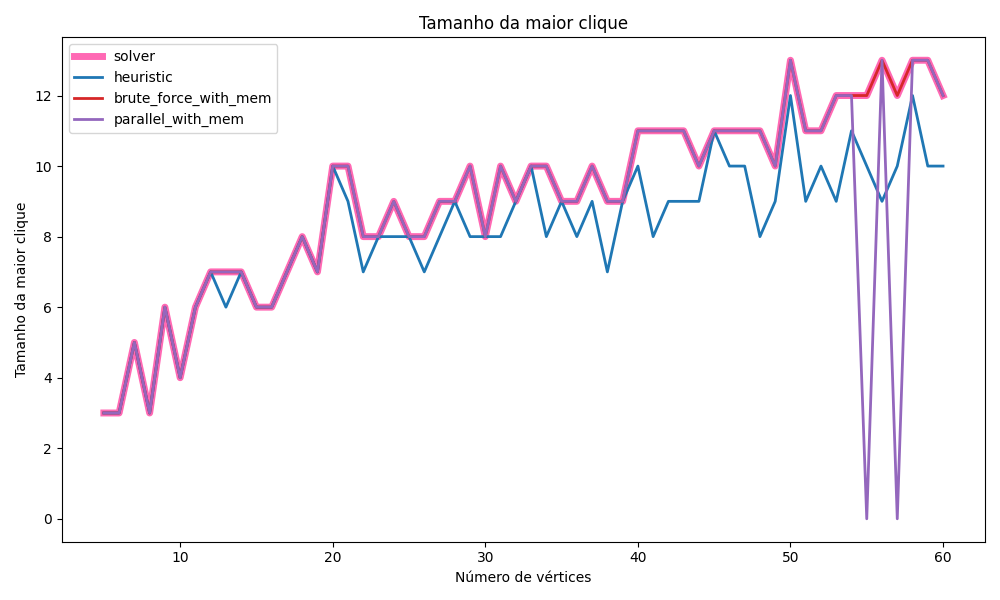 Tamanho da maior clique
solver
heuristic
brute_force_with_mem
parallel_with_mem
Tamanho da maior clique
12
10
8
6
4
2
0
10 20 30 40 50 60
Número de vértices